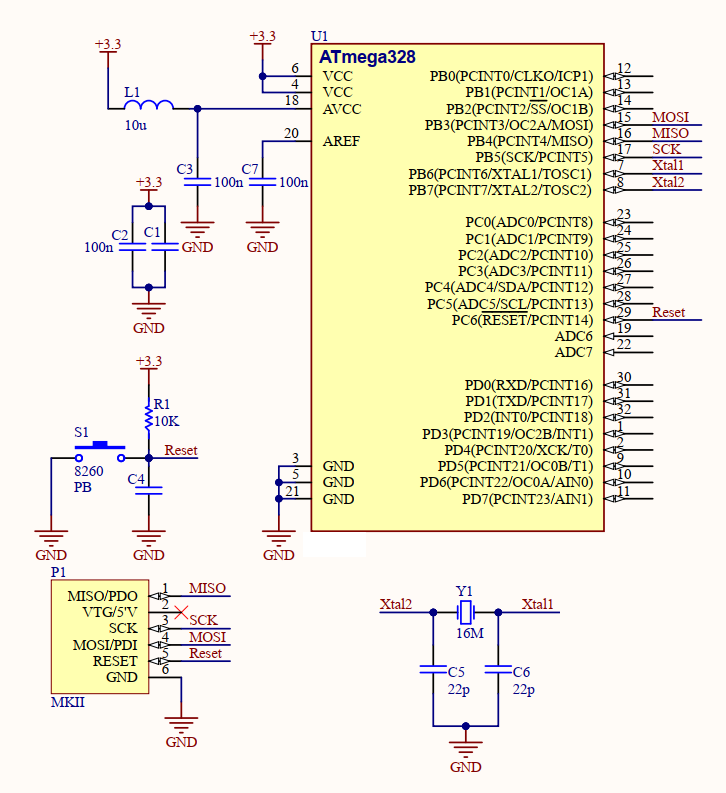 U1
ATmega328
+3.3
+3.3
6
VCC
4
VCC
18
AVCC
20
AREF
3
GND
5
GND
21
GND
GND
PB0(PCINT0/CLKO/ICP1)
12
PB1(PCINT1/OC1A)
13
PB2(PCINT2/SS/OC1B)
14
PB3(PCINT3/OC2A/MOSI)
15
MOSI
PB4(PCINT4/MISO)
16
MISO
PB5(SCK/PCINT5)
17
SCK
PB6(PCINT6/XTAL1/TOSC1)
7
Xtal1
PB7(PCINT7/XTAL2/TOSC2)
8
Xtal2
PC0(ADC0/PCINT8)
23
PC1(ADC1/PCINT9)
24
PC2(ADC2/PCINT10)
25
PC3(ADC3/PCINT11)
26
PC4(ADC4/SDA/PCINT12)
27
PC5(ADC5/SCL/PCINT13)
28
PC6(RESET/PCINT14)
29
Reset
ADC6
19
ADC7
22
PD0(RXD/PCINT16)
30
PD1(TXD/PCINT17)
31
PD2(INT0/PCINT18)
32
PD3(PCINT19/OC2B/INT1)
1
PD4(PCINT20/XCK/T0)
2
PD5(PCINT21/OC0B/T1)
9
PD6(PCINT22/OC0A/AIN0)
10
PD7(PCINT23/AIN1)
11
L1
10u
C3
100n
GND
C7
100n
GND
+3.3
C2
100n
C1
GND
+3.3
R1
10K
S1
8260
PB
Reset
C4
GND
GND
P1
MISO/PDO
1
MISO
VTG/5'V
2
SCK
3
SCK
MOSI/PDI
4
MOSI
RESET
5
Reset
GND
6
MKII
GND
Xtal2
Y1
16M
Xtal1
C5
22p
C6
22p
GND